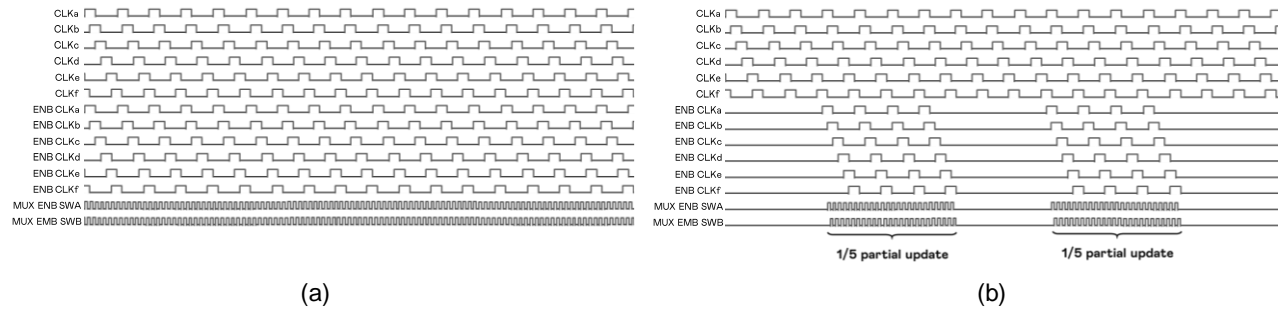 CLKa
CLKb
CLKc
CLKd
CLKe
CLKf
ENB CLKa
ENB CLKb
ENB CLKc
ENB CLKd
ENB CLKe
ENB CLKf
MUX ENB SWA
MUX EMB SWB
(a)
CLKa
CLKb
CLKc
CLKd
CLKe
CLKf
ENB CLKa
ENB CLKb
ENB CLKc
ENB CLKd
ENB CLKe
ENB CLKf
MUX ENB SWA
MUX EMB SWB
1/5 partial update 1/5 partial update
(b)